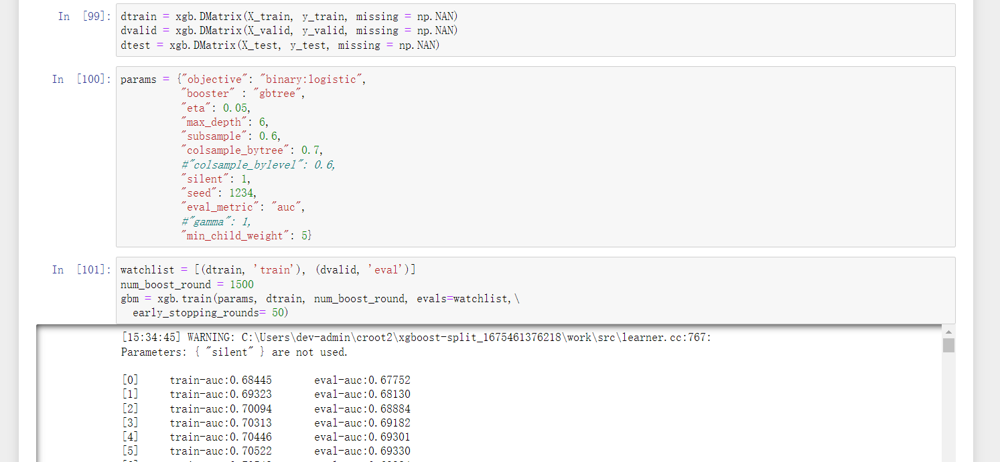 In [99]: dtrain = xgb.DMatrix(X_train, y_train, missing = np.NAN)
dvalid = xgb.DMatrix(X_valid, y_valid, missing = np.NAN)
dtest = xgb.DMatrix(X_test, y_test, missing = np.NAN)
In [100]: params = {"objective": "binary:logistic",
"booster" : "gbtree",
"eta": 0.05,
"max_depth": 6,
"subsample": 0.6,
"colsample_bytree": 0.7,
#"colsample_bylevel": 0.6,
"silent": 1,
"seed": 1234,
"eval_metric": "auc",
#"gamma": 1,
"min_child_weight": 5}
In [101]: watchlist = [(dtrain, 'train'), (dvalid, 'eval')]
num_boost_round = 1500
gbm = xgb.train(params, dtrain, num_boost_round, evals=watchlist,\
early_stopping_rounds= 50)
[15:34:45] WARNING: C:\Users\dev-admin\croot2\xgboost-split_1675461376218\work\src\learner.cc:767:
Parameters: { "silent" } are not used.
[0] train-auc:0.68445 eval-auc:0.67752
[1] train-auc:0.69323 eval-auc:0.68130
[2] train-auc:0.70094 eval-auc:0.68884
[3] train-auc:0.70313 eval-auc:0.69182
[4] train-auc:0.70446 eval-auc:0.69301
[5] train-auc:0.70522 eval-auc:0.69330